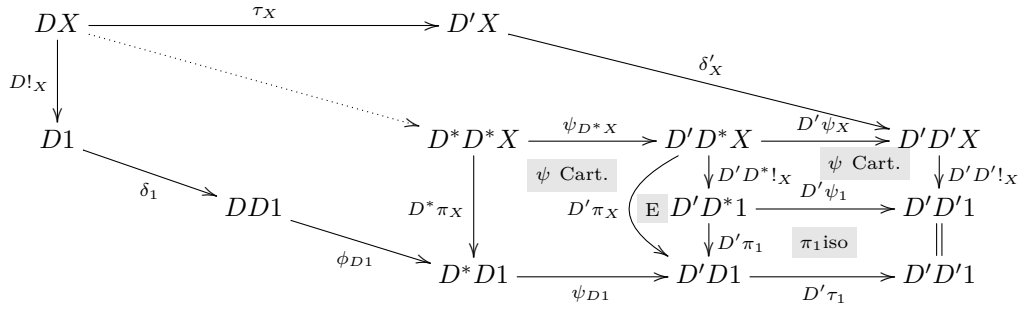 DX τ_X D′X
D!_X δ′_X
D1 D*D*X ψ_{D*X} D′D*X D′ψ_X D′D′X
δ_1 ψ Cart. D′D*!_X ψ Cart. D′D′!_X
DD1 D*π_X D′π_X E D′D*1 D′ψ_1 D′D′1
ϕ_{D1} D′π_1 π_1iso
D*D1 ψ_{D1} D′D1 D′τ_1 D′D′1